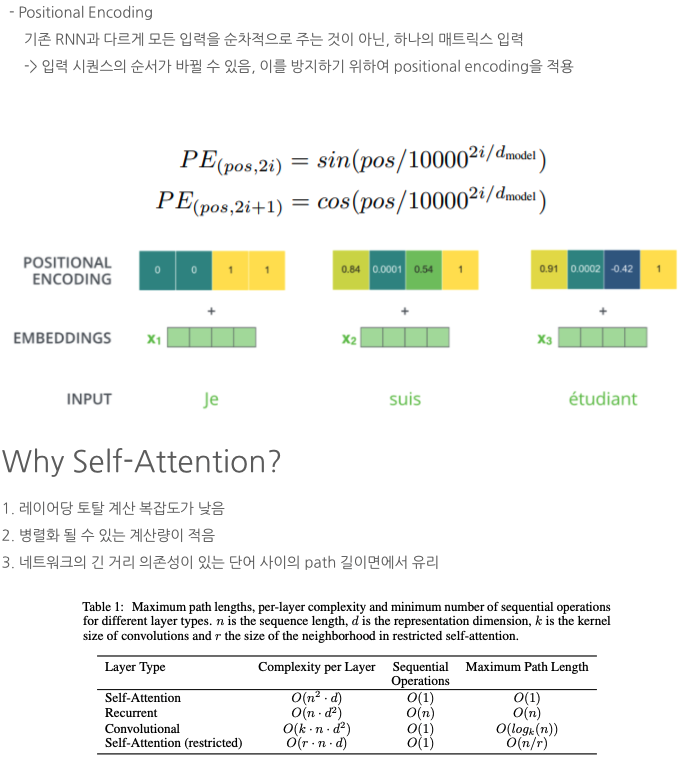 - Positional Encoding
기존 RNN과 다르게 모든 입력을 순차적으로 주는 것이 아닌, 하나의 매트릭스 입력
-> 입력 시퀀스의 순서가 바뀔 수 있음, 이를 방지하기 위하여 positional encoding을 적용
PE(pos,2i) = sin(pos/10000^2i/dmodel)
PE(pos,2i+1) = cos(pos/10000^2i/dmodel)
POSITIONAL ENCODING 0 0 1 1 0.84 0.0001 0.54 1 0.91 0.0002 -0.42 1
+ + +
EMBEDDINGS X1 X2 X3
INPUT Je suis étudiant
Why Self-Attention?
1. 레이어당 토탈 계산 복잡도가 낮음
2. 병렬화 될 수 있는 계산량이 적음
3. 네트워크의 긴 거리 의존성이 있는 단어 사이의 path 길이면에서 유리
Table 1: Maximum path lengths, per-layer complexity and minimum number of sequential operations
for different layer types. n is the sequence length, d is the representation dimension, k is the kernel
size of convolutions and r the size of the neighborhood in restricted self-attention.
Layer Type Complexity per Layer Sequential Operations Maximum Path Length
Self-Attention O(n² · d) O(1) O(1)
Recurrent O(n · d²) O(n) O(n)
Convolutional O(k · n · d²) O(1) O(logk(n))
Self-Attention (restricted) O(r · n · d) O(1) O(n/r)